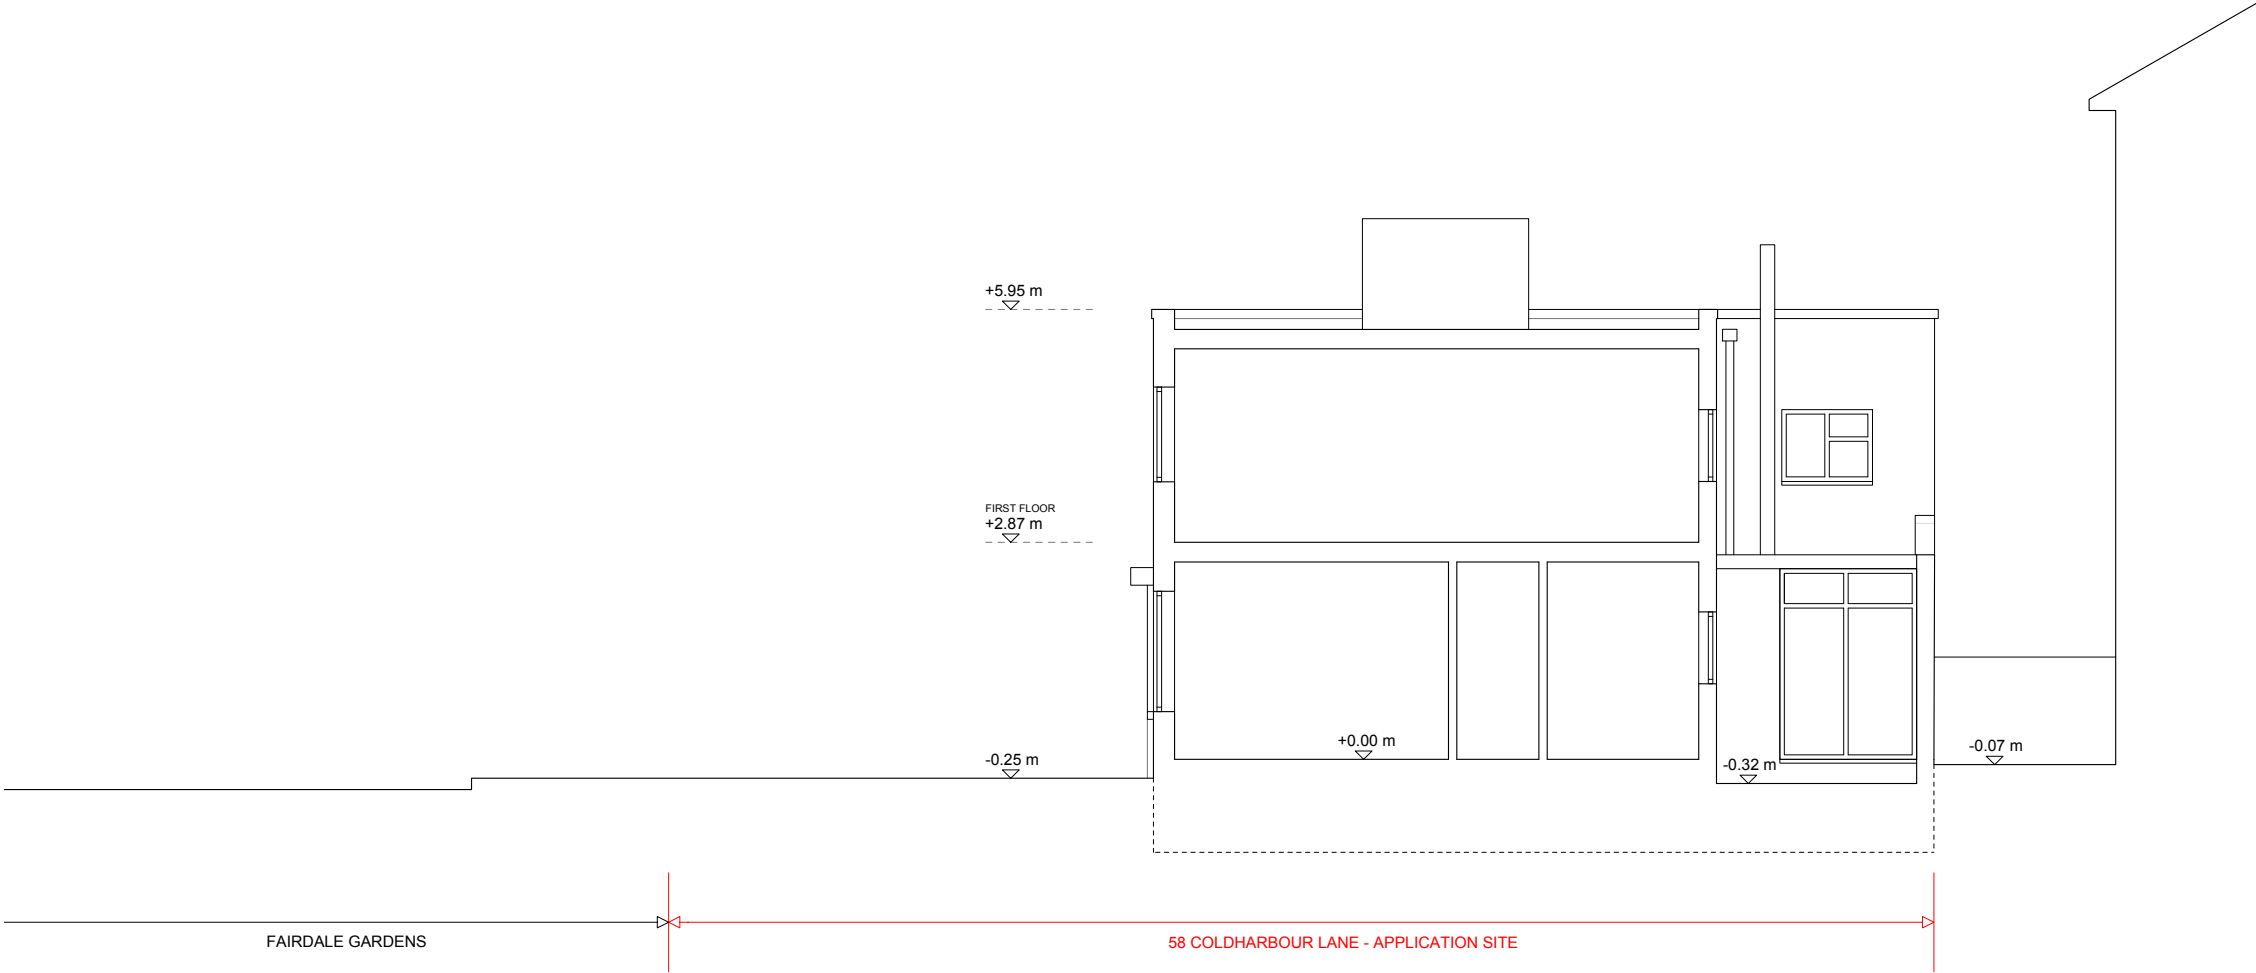 +5.95 m
FIRST FLOOR
+2.87 m
+0.00 m
-0.25 m
-0.32 m
-0.07 m
FAIRDALE GARDENS
58 COLDHARBOUR LANE - APPLICATION SITE